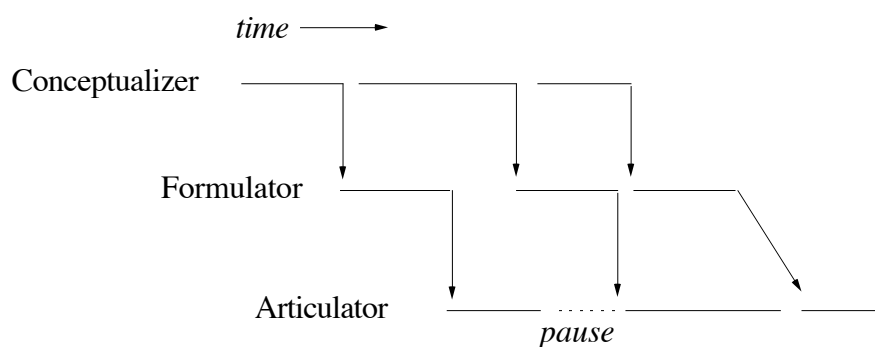 time
Conceptualizer
Formulator
Articulator
pause